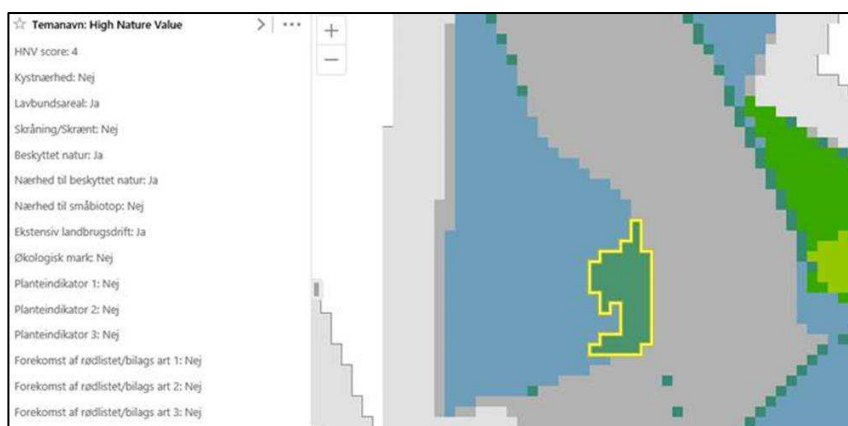 Temanavn: High Nature Value
HNV score: 4
Kystnærhed: Nej
Lavbundsareal: Ja
Skråning/Skrænt: Nej
Beskyttet natur: Ja
Nærhed til beskyttet natur: Ja
Nærhed til småbiotop: Nej
Ekstensiv landbrugsdrift: Ja
Økologisk mark: Nej
Planteindikator 1: Nej
Planteindikator 2: Nej
Planteindikator 3: Nej
Forekomst af rødlistet/bilags art 1: Nej
Forekomst af rødlistet/bilags art 2: Nej
Forekomst af rødlistet/bilags art 3: Nej